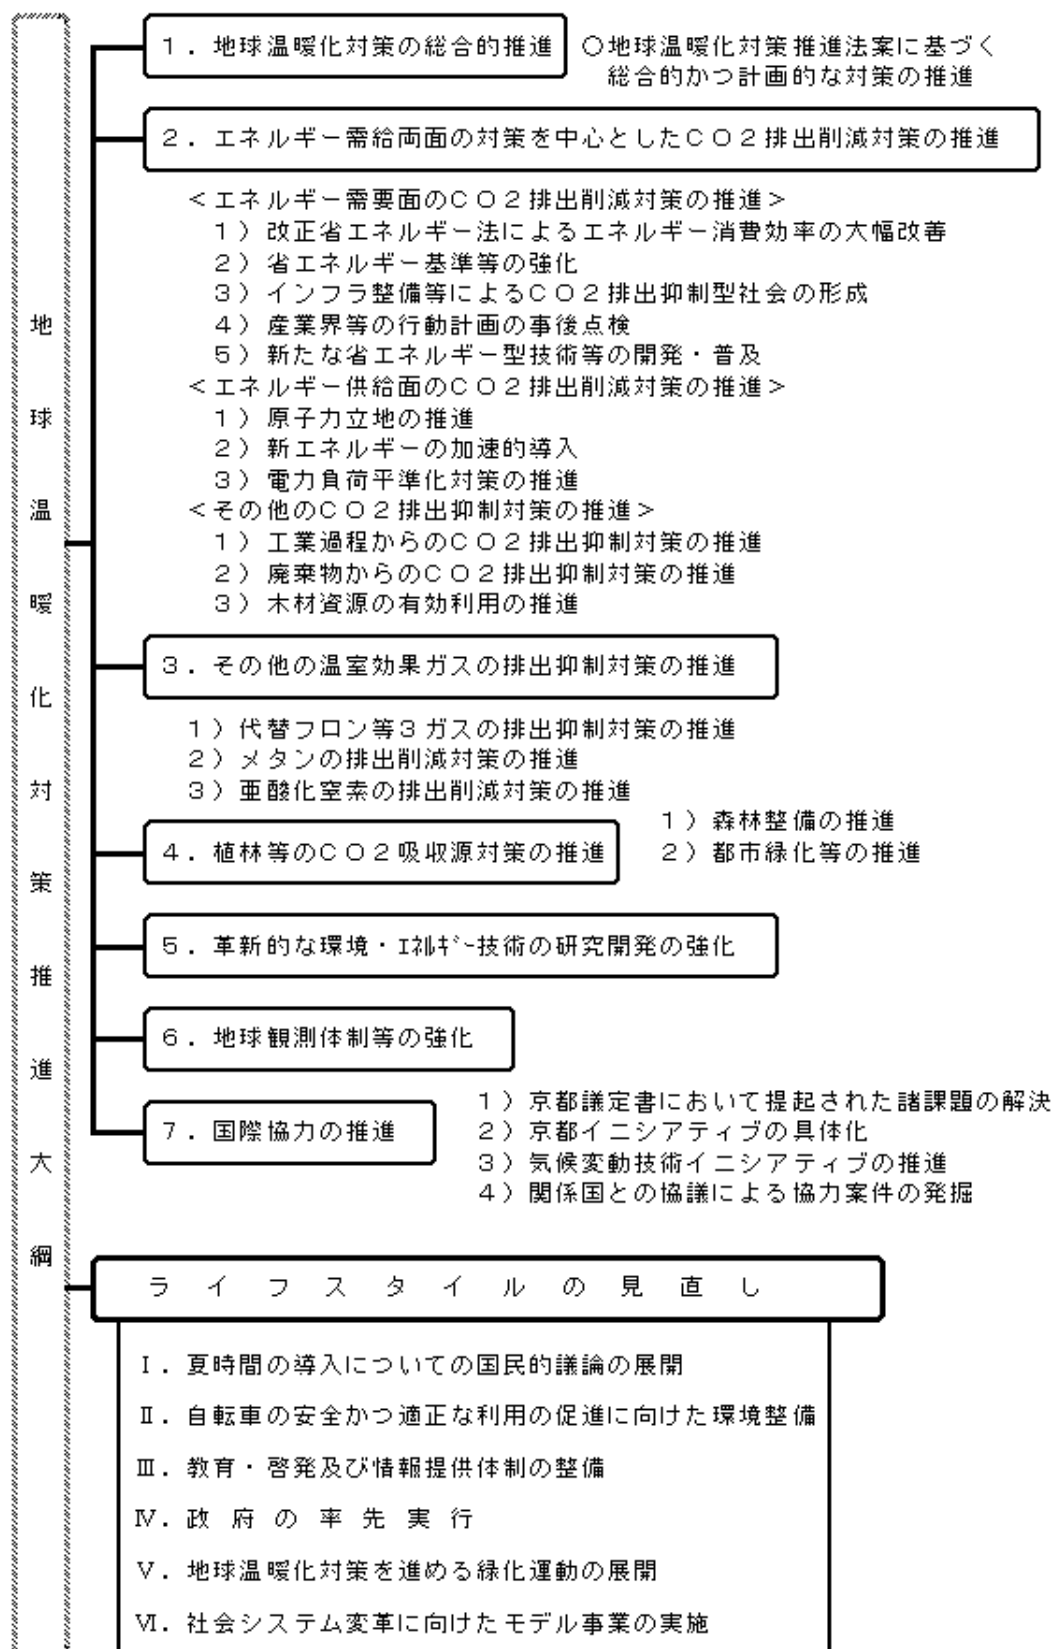 地球温暖化対策推進大綱
１．地球温暖化対策の総合的推進
○地球温暖化対策推進法案に基づく
総合的かつ計画的な対策の推進
２．エネルギー需給両面の対策を中心としたＣＯ２排出削減対策の推進
＜エネルギー需要面のＣＯ２排出削減対策の推進＞
１）改正省エネルギー法によるエネルギー消費効率の大幅改善
２）省エネルギー基準等の強化
３）インフラ整備等によるＣＯ２排出抑制型社会の形成
４）産業界等の行動計画の事後点検
５）新たな省エネルギー型技術等の開発・普及
＜エネルギー供給面のＣＯ２排出削減対策の推進＞
１）原子力立地の推進
２）新エネルギーの加速的導入
３）電力負荷平準化対策の推進
＜その他のＣＯ２排出抑制対策の推進＞
１）工業過程からのＣＯ２排出抑制対策の推進
２）廃棄物からのＣＯ２排出抑制対策の推進
３）木材資源の有効利用の推進
３．その他の温室効果ガスの排出抑制対策の推進
１）代替フロン等３ガスの排出抑制対策の推進
２）メタンの排出削減対策の推進
３）亜酸化窒素の排出削減対策の推進
４．植林等のＣＯ２吸収源対策の推進
１）森林整備の推進
２）都市緑化等の推進
５．革新的な環境・ｴﾈﾙｷﾞｰ技術の研究開発の強化
６．地球観測体制等の強化
７．国際協力の推進
１）京都議定書において提起された諸課題の解決
２）京都イニシアティブの具体化
３）気候変動技術イニシアティブの推進
４）関係国との協議による協力案件の発掘
ライフスタイルの見直し
Ⅰ．夏時間の導入についての国民的議論の展開
Ⅱ．自転車の安全かつ適正な利用の促進に向けた環境整備
Ⅲ．教育・啓発及び情報提供体制の整備
Ⅳ．政府の率先実行
Ⅴ．地球温暖化対策を進める緑化運動の展開
Ⅵ．社会システム変革に向けたモデル事業の実施